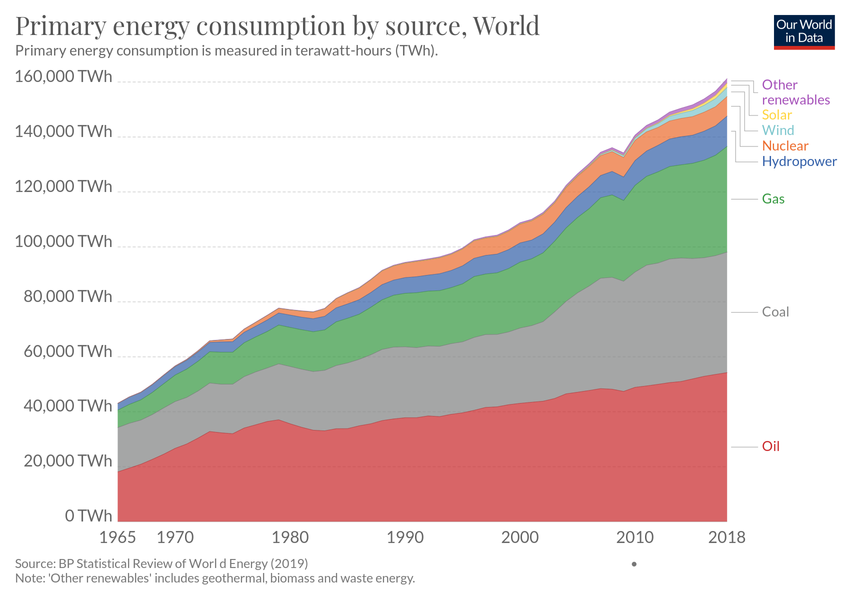 Primary energy consumption by source, World
Primary energy consumption is measured in terawatt-hours (TWh).
Our World
in Data
160,000 TWh
140,000 TWh
120,000 TWh
100,000 TWh
80,000 TWh
60,000 TWh
40,000 TWh
20,000 TWh
0 TWh
Other
renewables
Solar
Wind
Nuclear
Hydropower
Gas
Coal
Oil
1965 1970 1980 1990 2000 2010 2018
Source: BP Statistical Review of Worl d Energy (2019)
Note: 'Other renewables' includes geothermal, biomass and waste energy.